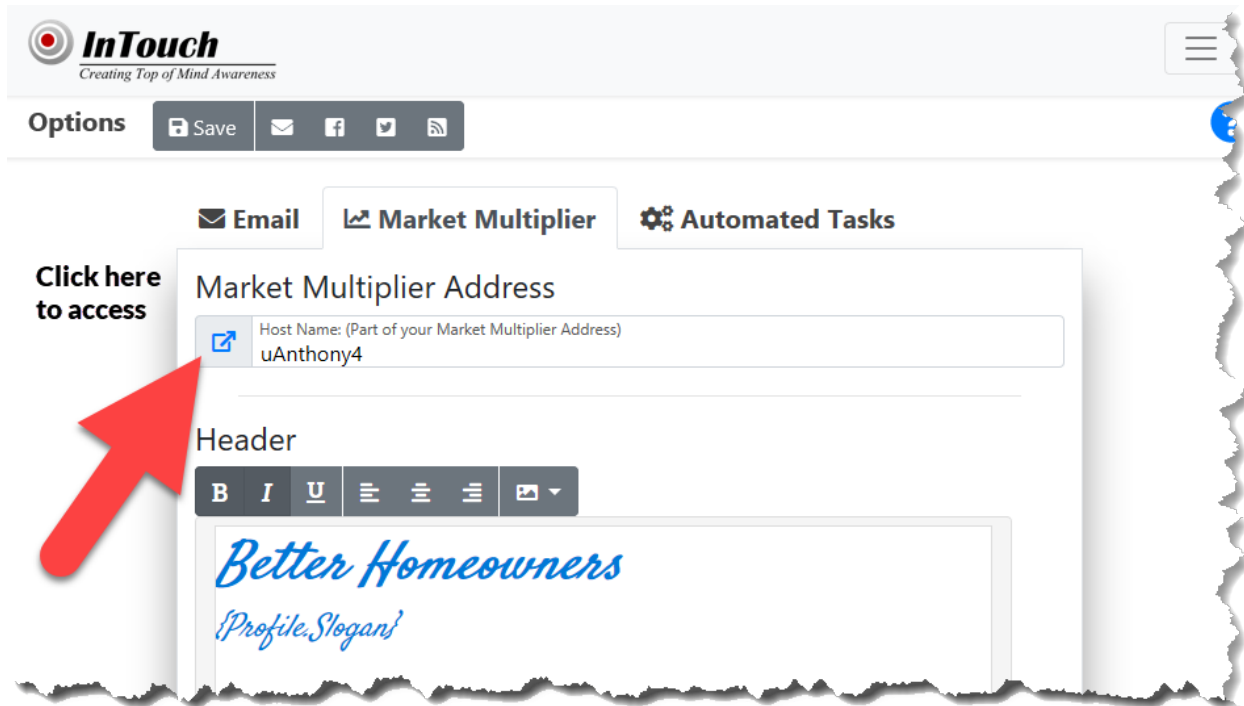 InTouch
Creating Top of Mind Awareness
Options
Save
?
Email
Market Multiplier
Automated Tasks
Click here
to access
Market Multiplier Address
Host Name: (Part of your Market Multiplier Address)
uAnthony4
Header
B I U
Better Homeowners
{Profile.Slogan}